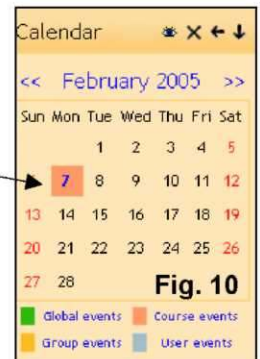 Calendar
<< February 2005 >>
Sun Mon Tue Wed Thu Fri Sat
1 2 3 4 5
7 8 9 10 11 12
13 14 15 16 17 18 19
20 21 22 23 24 25 26
27 28 Fig. 10
Global events Course events
Group events User events